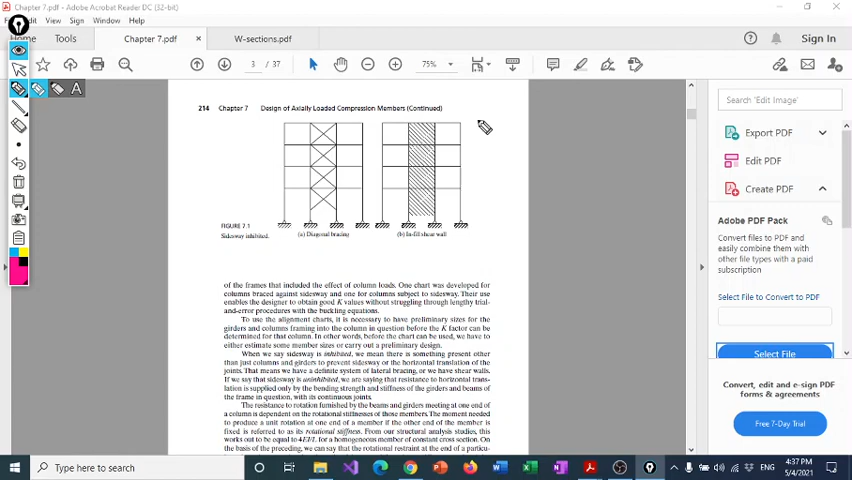 Chapter 7.pdf - Adobe Acrobat Reader DC (32-bit)
View Sign Window Help
Home Tools Chapter 7.pdf × W-sections.pdf Sign In
3 / 37 75%
214 Chapter 7 Design of Axially Loaded Compression Members (Continued)
FIGURE 7.1
Sidesway inhibited.
(a) Diagonal bracing
(b) In-fill shear wall
of the frames that included the effect of column loads. One chart was developed for
columns braced against sidesway and one for columns subject to sidesway. Their use
enables the designer to obtain good K values without struggling through lengthy trial-
and-error procedures with the buckling equations.
To use the alignment charts, it is necessary to have preliminary sizes for the
girders and columns framing into the column in question before the K factor can be
determined for that column. In other words, before the chart can be used, we have to
either estimate some member sizes or carry out a preliminary design.
When we say sidesway is inhibited, we mean there is something present other
than just columns and girders to prevent sidesway or the horizontal translation of the
joints. That means we have a definite system of lateral bracing, or we have shear walls.
If we say that sidesway is uninhibited, we are saying that resistance to horizontal trans-
lation is supplied only by the bending strength and stiffness of the girders and beams of
the frame in question, with its continuous joints.
The resistance to rotation furnished by the beams and girders meeting at one end of
a column is dependent on the rotational stiffnesses of those members. The moment needed
to produce a unit rotation at one end of a member if the other end of the member is
fixed is referred to as its rotational stiffness. From our structural analysis studies, this
works out to be equal to 4EI/L for a homogeneous member of constant cross section. On
the basis of the preceding, we can say that the rotational restraint at the end of a particu-
Search 'Edit Image'
Export PDF
Edit PDF
Create PDF
Adobe PDF Pack
Convert files to PDF and
easily combine them with
other file types with a paid
subscription
Select File to Convert to PDF
Select File
Convert, edit and e-sign PDF
forms & agreements
Free 7-Day Trial
Type here to search
ENG
4:37 PM
5/4/2021